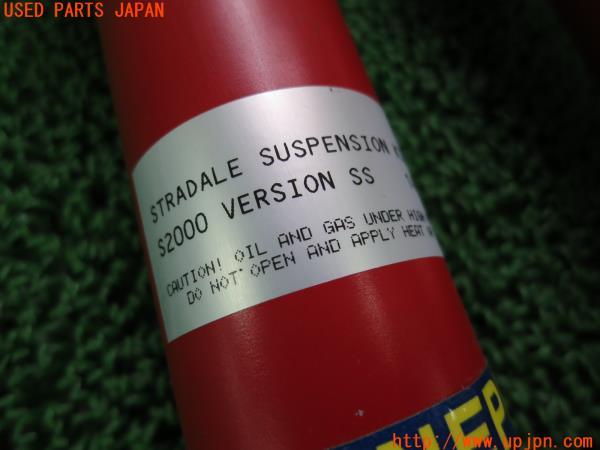 USED PARTS JAPAN
STRADALE SUSPENSION
S2000 VERSION SS
CAUTION! OIL AND GAS UNDER HIGH
DO NOT OPEN AND APPLY HEAT
http://www.upjpn.com